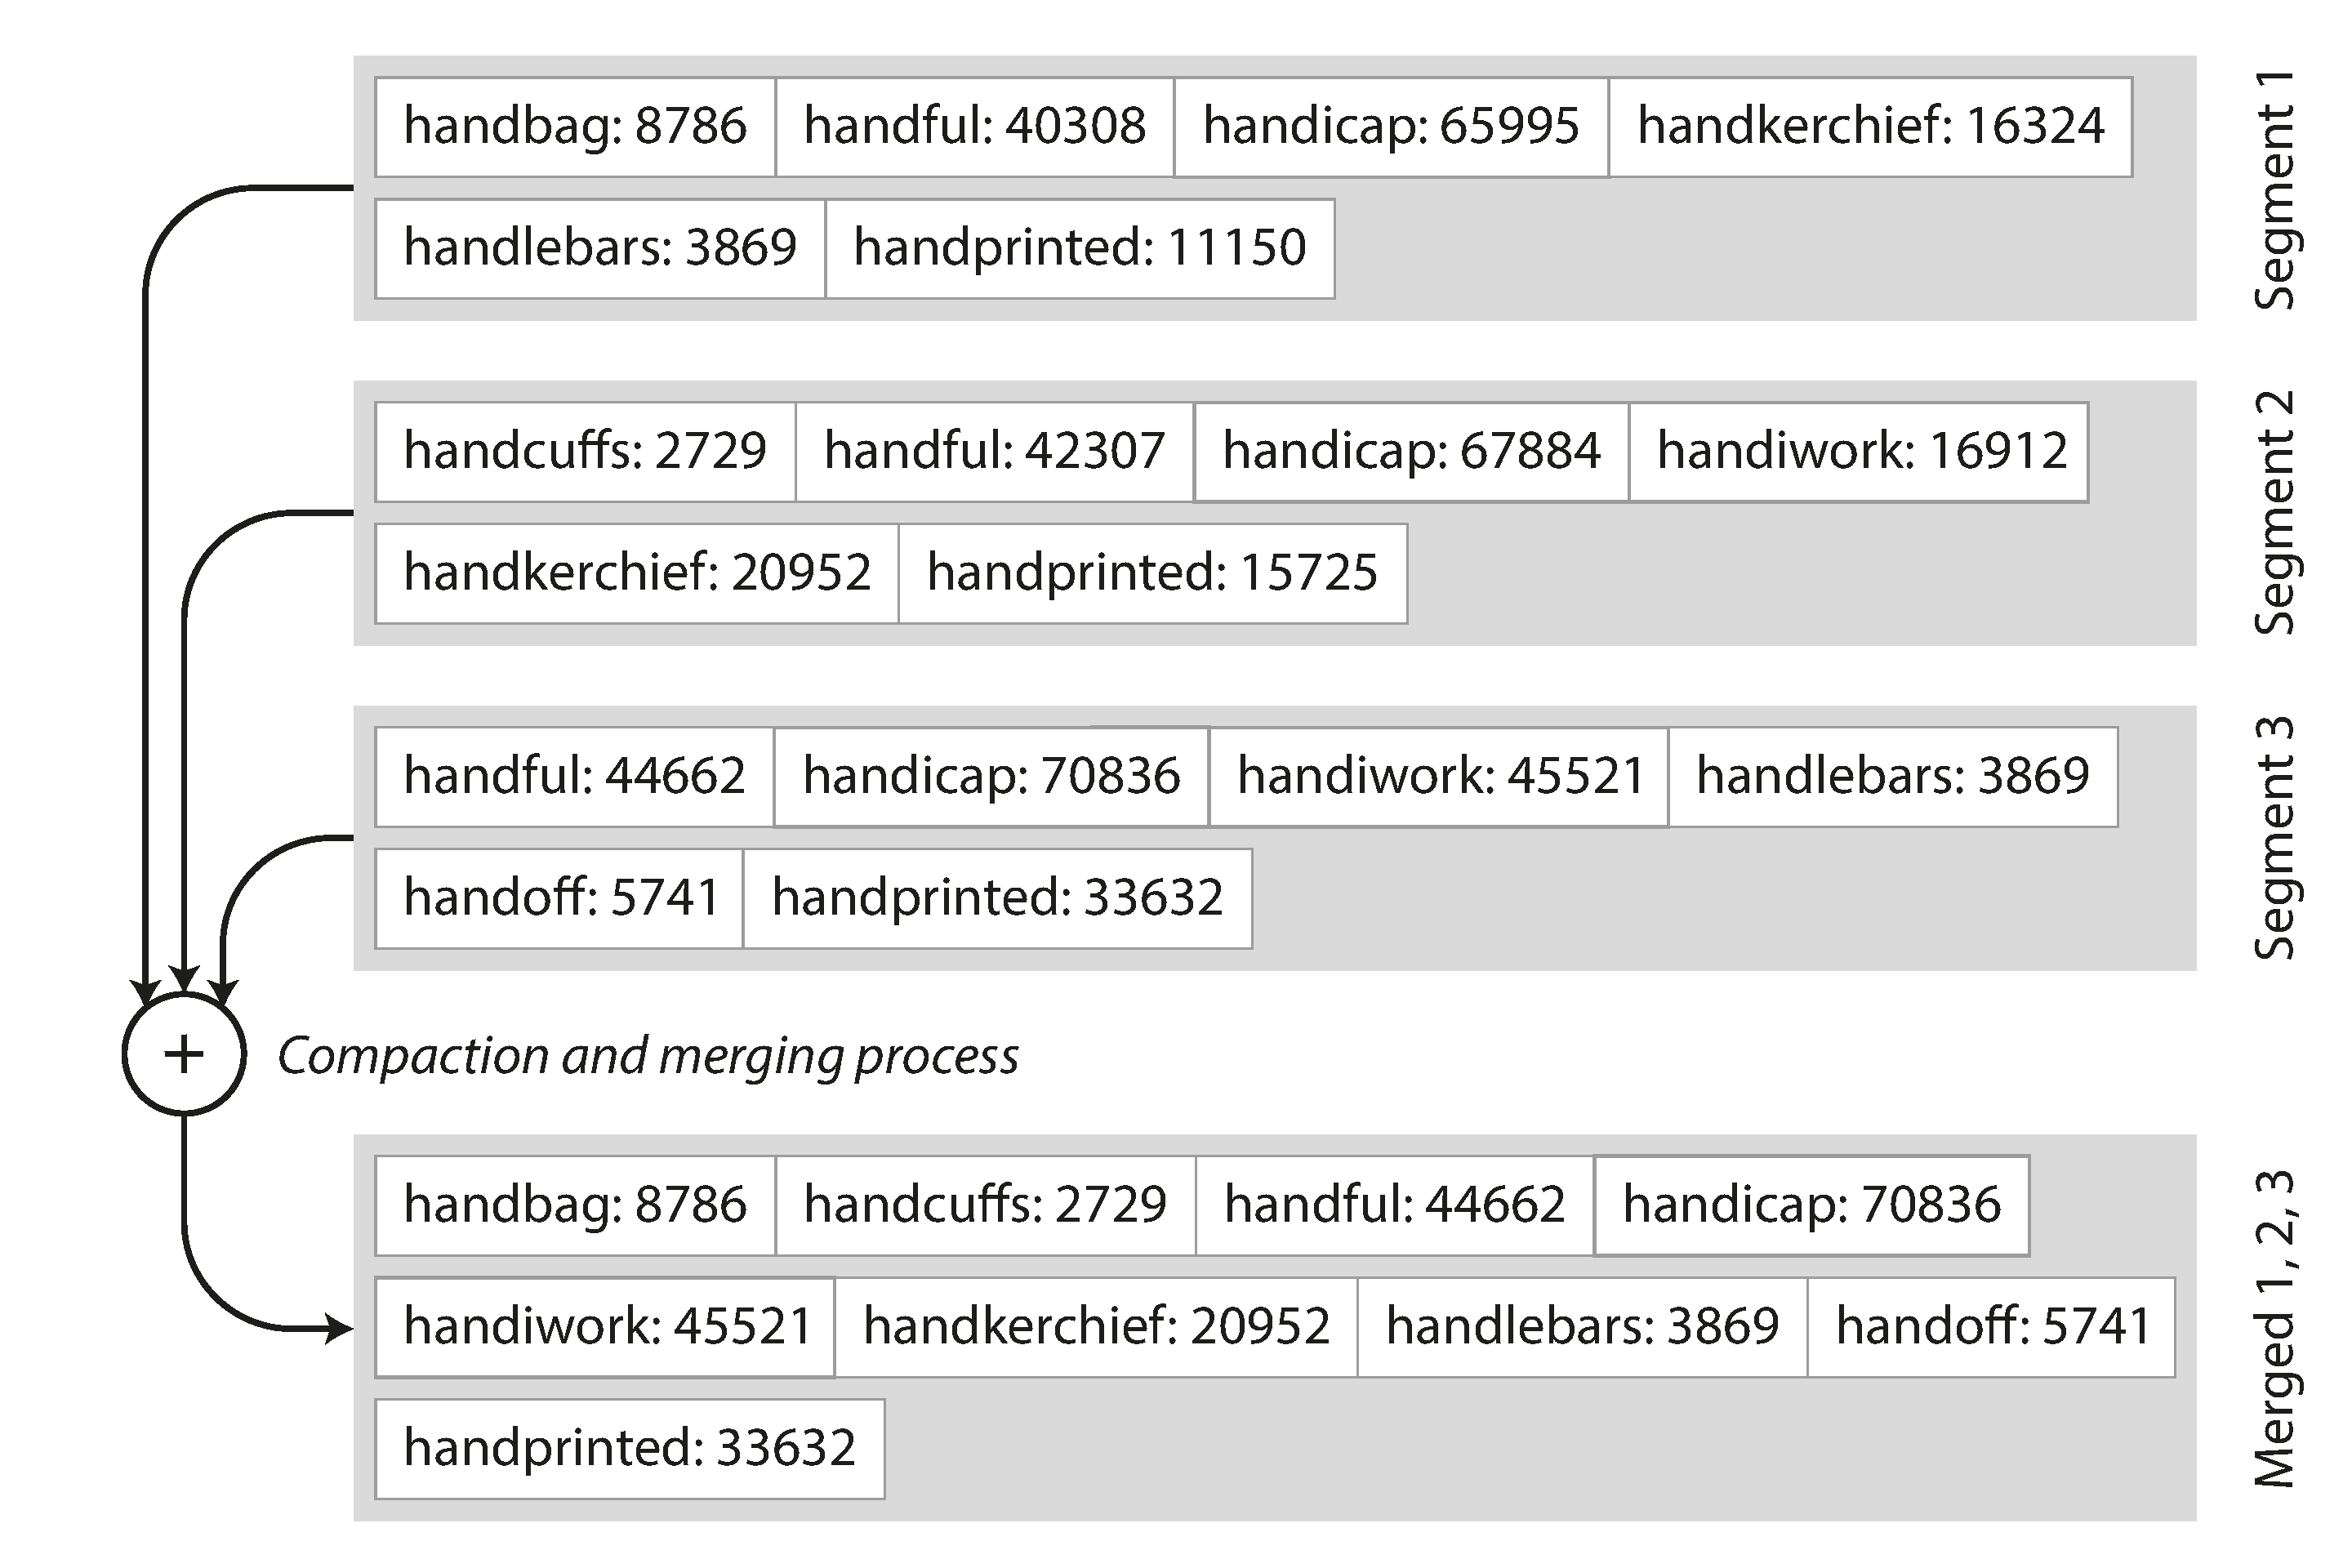 handbag: 8786 handful: 40308 handicap: 65995 handkerchief: 16324
handlebars: 3869 handprinted: 11150
Segment 1
handcuffs: 2729 handful: 42307 handicap: 67884 handiwork: 16912
handkerchief: 20952 handprinted: 15725
Segment 2
handful: 44662 handicap: 70836 handiwork: 45521 handlebars: 3869
handoff: 5741 handprinted: 33632
Segment 3
+ Compaction and merging process
handbag: 8786 handcuffs: 2729 handful: 44662 handicap: 70836
handiwork: 45521 handkerchief: 20952 handlebars: 3869 handoff: 5741
handprinted: 33632
Merged 1, 2, 3